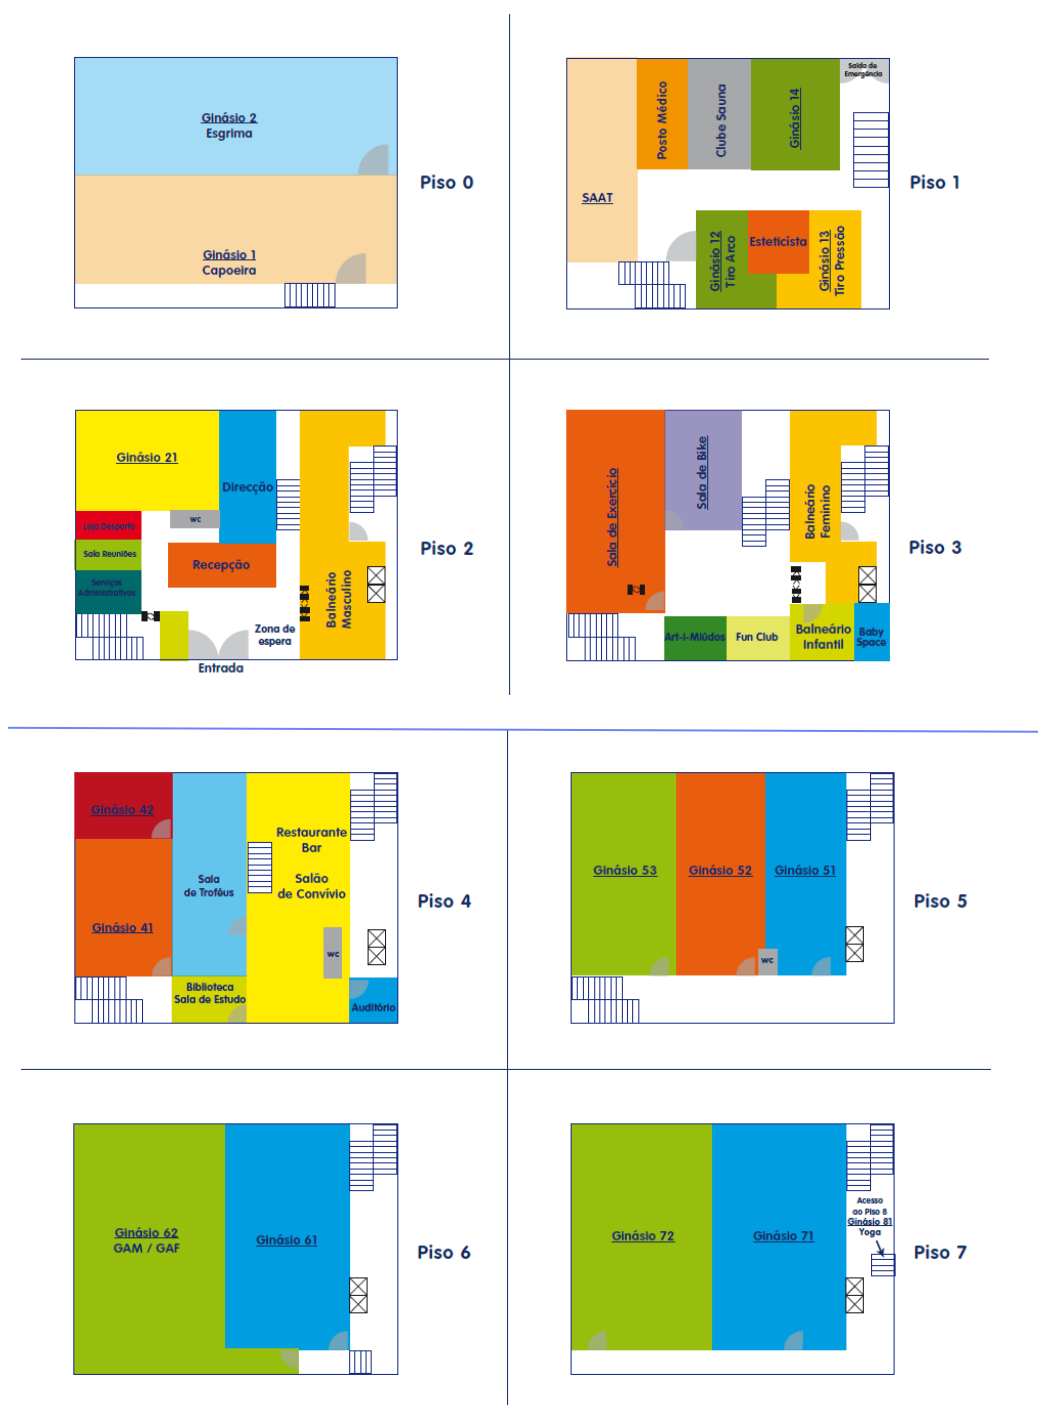 Ginásio 2
Esgrima
Piso 0
Ginásio 1
Capoeira
Saída de
Emergência
Posto Médico
Clube Sauna
Ginásio 14
Piso 1
SAAT
Ginásio 12
Tiro Arco
Esteticísta
Ginásio 13
Tiro Pressão
Ginásio 21
Direcção
Loja Desporto
wc
Sala Reuniões
Recepção
Piso 2
Serviços
Administrativos
Balneário
Masculino
Zona de
espera
Entrada
Sala de Exercício
Sala de Bike
Balneário
Feminino
Piso 3
Art-i-Miúdos
Fun Club
Balneário
Infantil
Baby
Space
Ginásio 42
Restaurante
Bar
Sala
de Troféus
Salão
de Convívio
Piso 4
Ginásio 41
wc
Biblioteca
Sala de Estudo
Auditório
Ginásio 53
Ginásio 52
Ginásio 51
Piso 5
wc
Ginásio 62
GAM / GAF
Ginásio 61
Piso 6
Acesso
ao Piso 8
Ginásio 81
Yoga
Ginásio 72
Ginásio 71
Piso 7